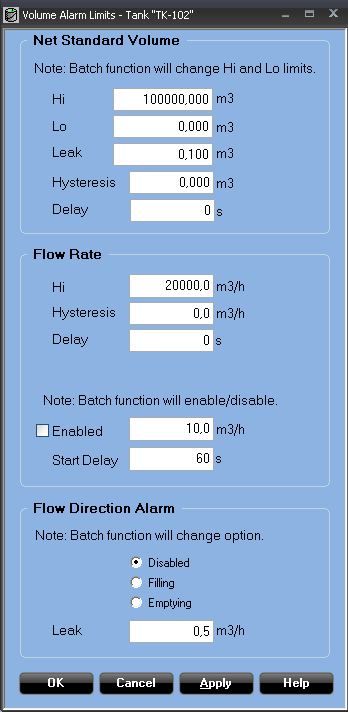 Volume Alarm Limits - Tank "TK-102"
Net Standard Volume
Note: Batch function will change Hi and Lo limits.
Hi 100000,000 m3
Lo 0,000 m3
Leak 0,100 m3
Hysteresis 0,000 m3
Delay 0 s
Flow Rate
Hi 20000,0 m3/h
Hysteresis 0,0 m3/h
Delay 0 s
Note: Batch function will enable/disable.
Enabled 10,0 m3/h
Start Delay 60 s
Flow Direction Alarm
Note: Batch function will change option.
Disabled
Filling
Emptying
Leak 0,5 m3/h
OK Cancel Apply Help